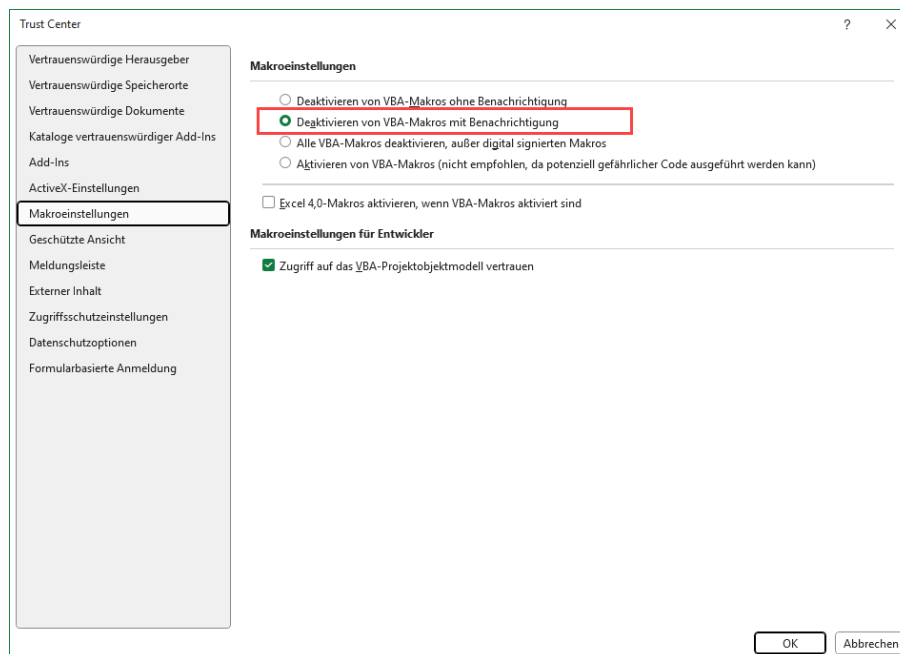 Trust Center
?
Vertrauenswürdige Herausgeber
Vertrauenswürdige Speicherorte
Vertrauenswürdige Dokumente
Kataloge vertrauenswürdiger Add-Ins
Add-Ins
ActiveX-Einstellungen
Makroeinstellungen
Geschützte Ansicht
Meldungsleiste
Externer Inhalt
Zugriffsschutzeinstellungen
Datenschutzoptionen
Formularbasierte Anmeldung
Makroeinstellungen
Deaktivieren von VBA-Makros ohne Benachrichtigung
Deaktivieren von VBA-Makros mit Benachrichtigung
Alle VBA-Makros deaktivieren, außer digital signierten Makros
Aktivieren von VBA-Makros (nicht empfohlen, da potenziell gefährlicher Code ausgeführt werden kann)
Excel 4,0-Makros aktivieren, wenn VBA-Makros aktiviert sind
Makroeinstellungen für Entwickler
Zugriff auf das VBA-Projektobjektmodell vertrauen
OK
Abbrechen